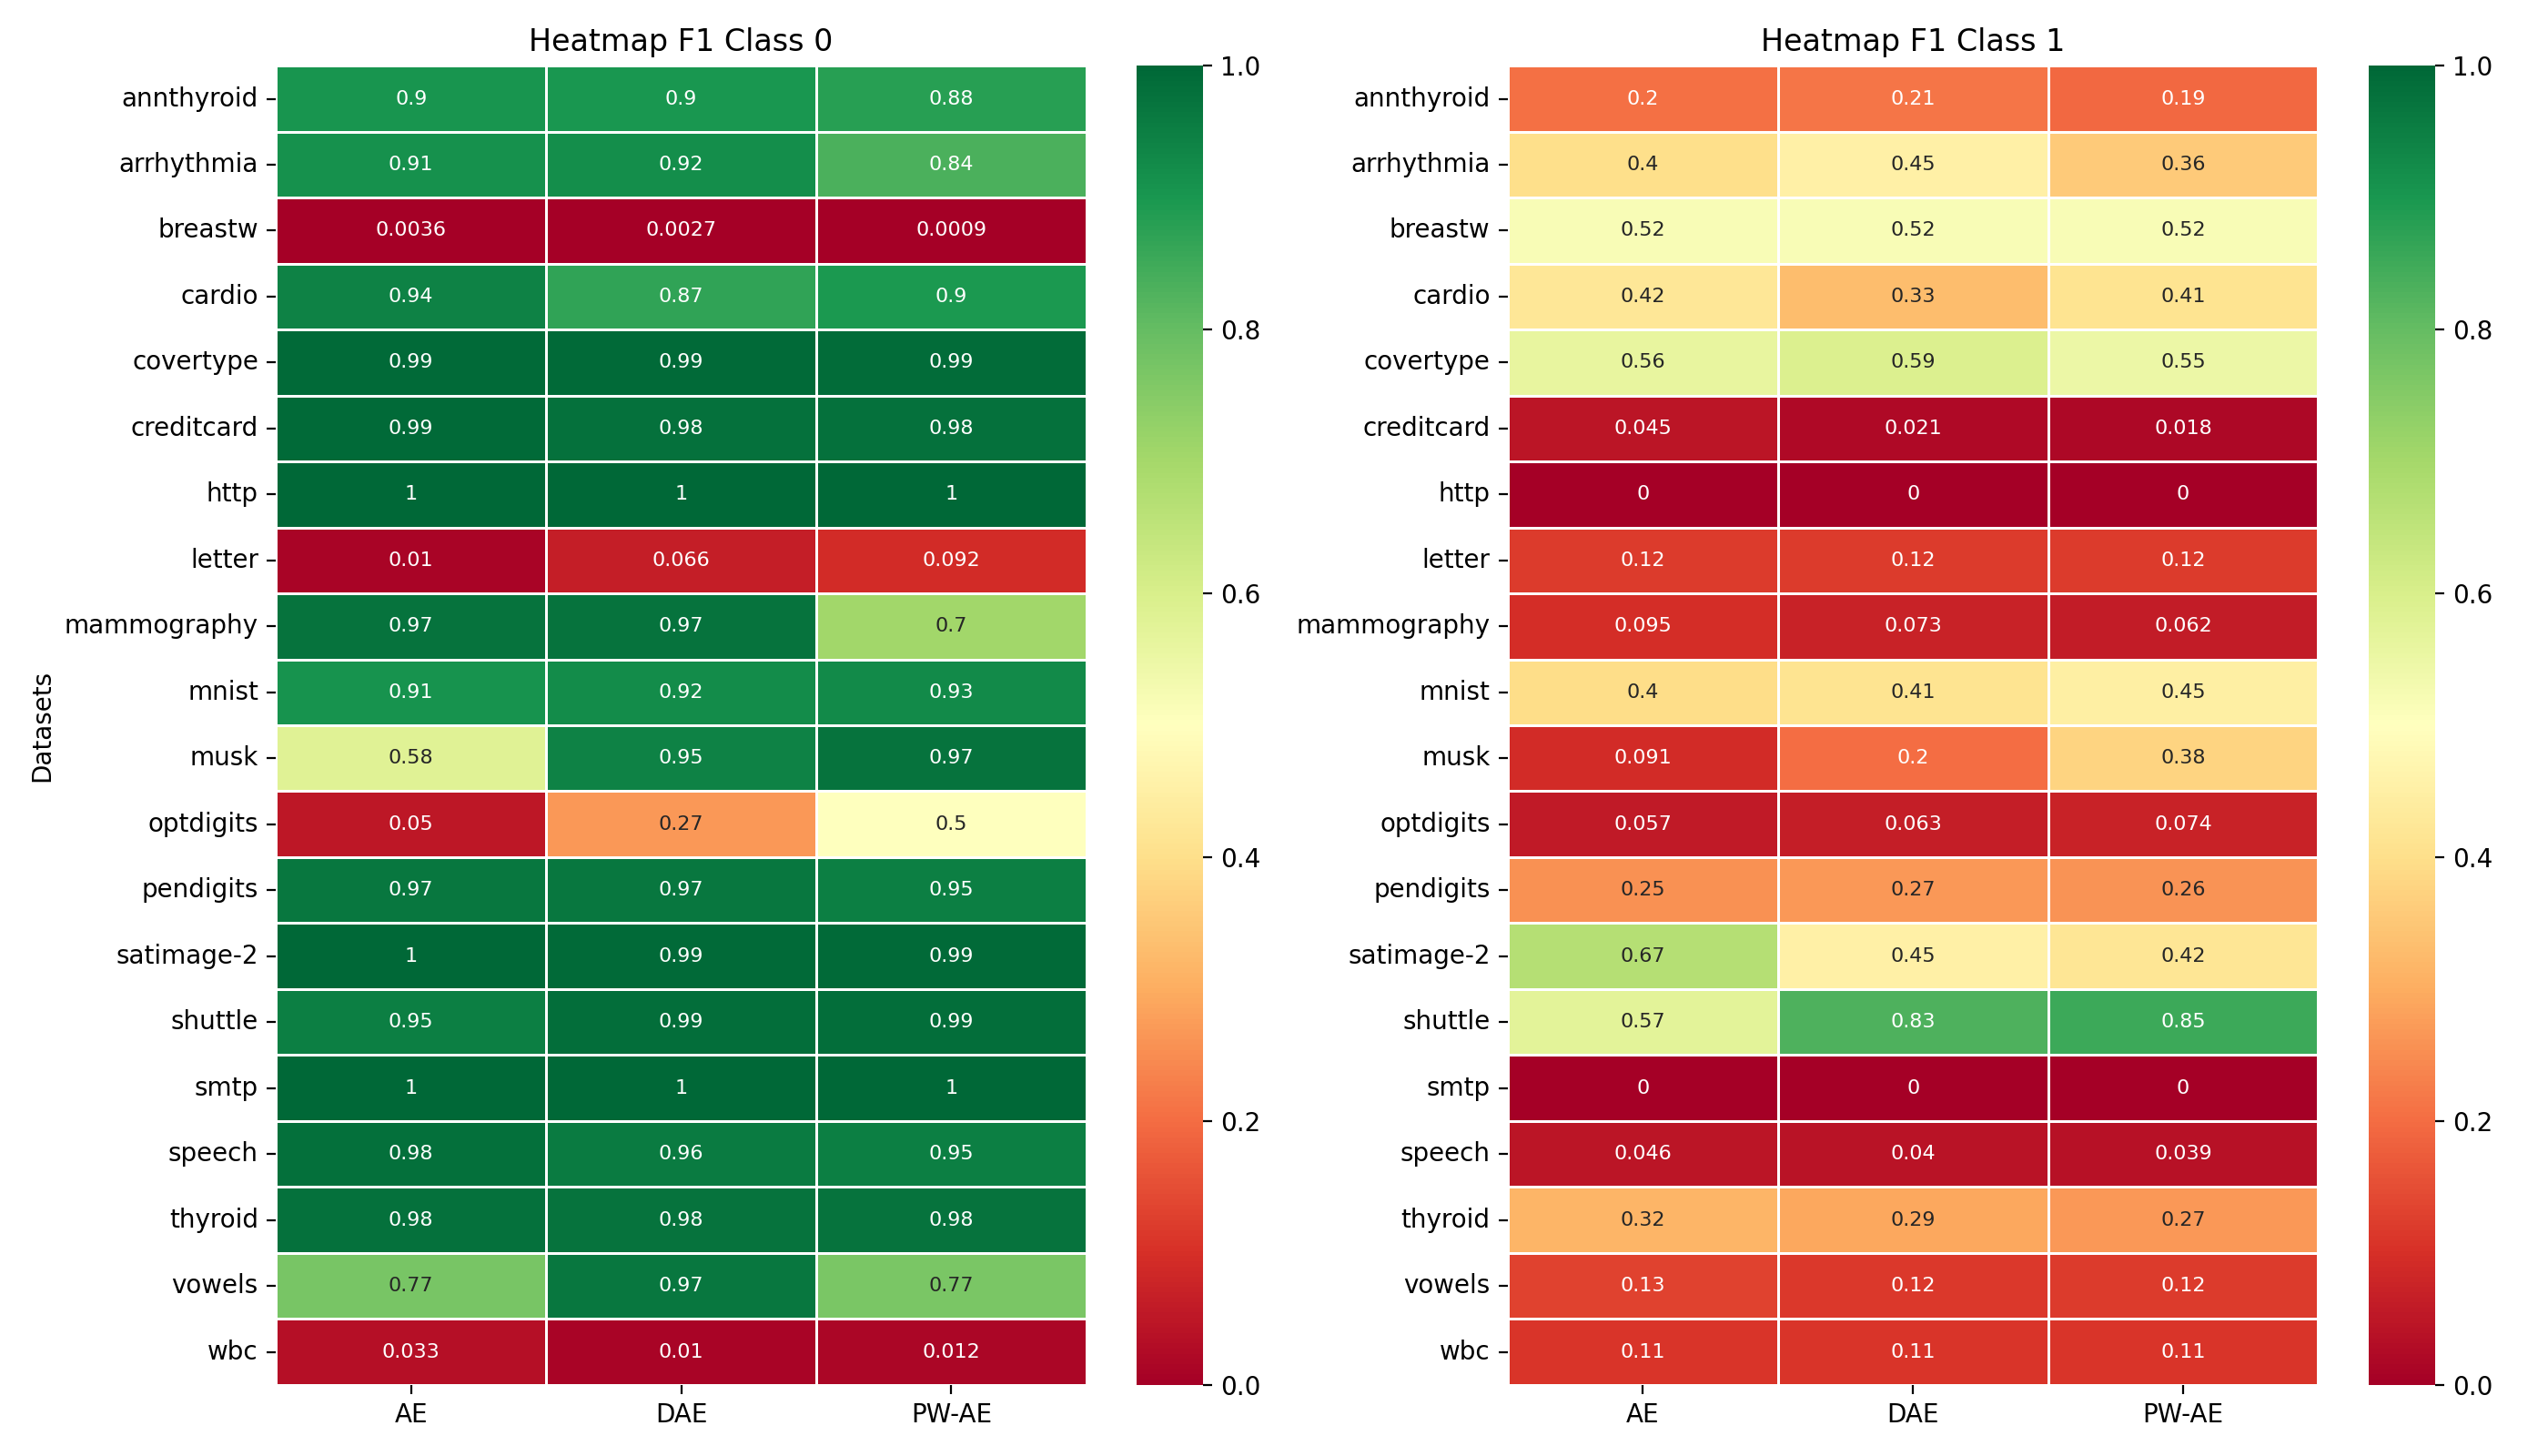 Heatmap F1 Class 0
Datasets
annthyroid 0.9 0.9 0.88
arrhythmia 0.91 0.92 0.84
breastw 0.0036 0.0027 0.0009
cardio 0.94 0.87 0.9
covertype 0.99 0.99 0.99
creditcard 0.99 0.98 0.98
http 1 1 1
letter 0.01 0.066 0.092
mammography 0.97 0.97 0.7
mnist 0.91 0.92 0.93
musk 0.58 0.95 0.97
optdigits 0.05 0.27 0.5
pendigits 0.97 0.97 0.95
satimage-2 1 0.99 0.99
shuttle 0.95 0.99 0.99
smtp 1 1 1
speech 0.98 0.96 0.95
thyroid 0.98 0.98 0.98
vowels 0.77 0.97 0.77
wbc 0.033 0.01 0.012
AE DAE PW-AE
1.0
0.8
0.6
0.4
0.2
0.0
Heatmap F1 Class 1
annthyroid 0.2 0.21 0.19
arrhythmia 0.4 0.45 0.36
breastw 0.52 0.52 0.52
cardio 0.42 0.33 0.41
covertype 0.56 0.59 0.55
creditcard 0.045 0.021 0.018
http 0 0 0
letter 0.12 0.12 0.12
mammography 0.095 0.073 0.062
mnist 0.4 0.41 0.45
musk 0.091 0.2 0.38
optdigits 0.057 0.063 0.074
pendigits 0.25 0.27 0.26
satimage-2 0.67 0.45 0.42
shuttle 0.57 0.83 0.85
smtp 0 0 0
speech 0.046 0.04 0.039
thyroid 0.32 0.29 0.27
vowels 0.13 0.12 0.12
wbc 0.11 0.11 0.11
AE DAE PW-AE
1.0
0.8
0.6
0.4
0.2
0.0